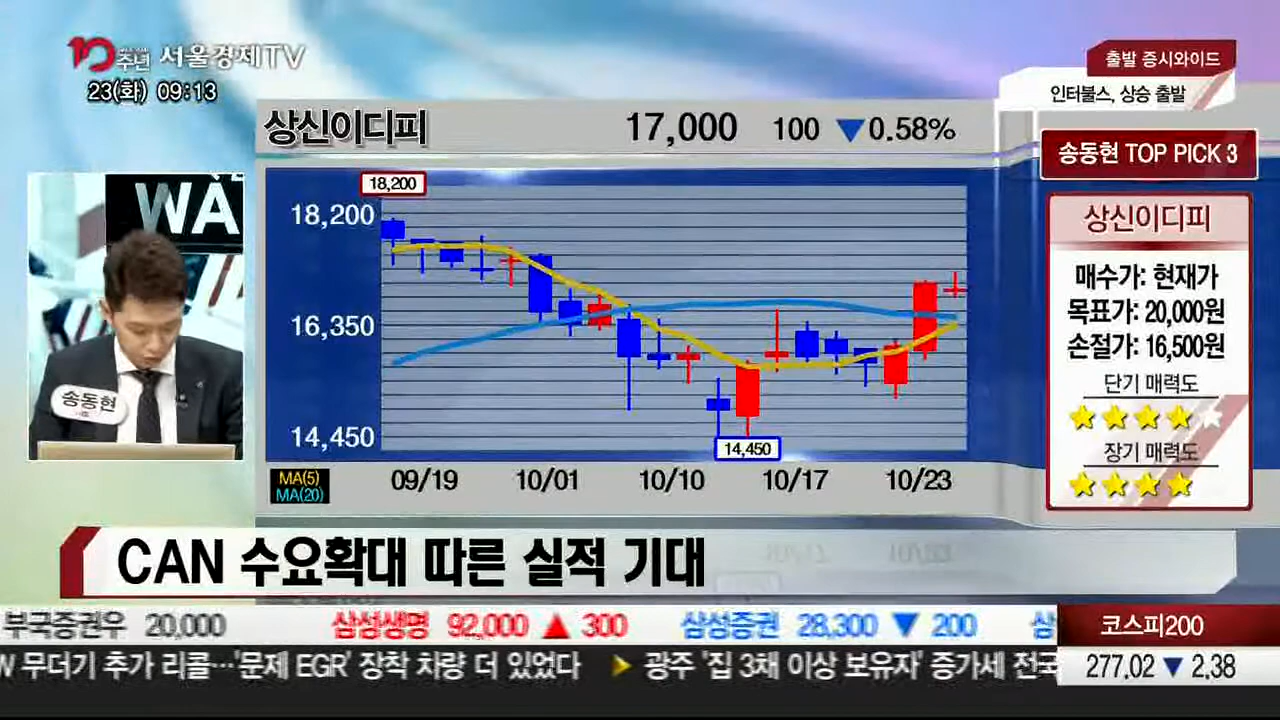 10주년 서울경제TV
23(화) 09:13
출발 증시와이드
인터불스, 상승 출발
상신이디피 17,000 100 ▼0.58%
송동현 TOP PICK 3
WA
송동현
18,200
18,200
16,350
14,450
14,450
MA(5)
MA(20)
09/19 10/01 10/10 10/17 10/23
상신이디피
매수가: 현재가
목표가: 20,000원
손절가: 16,500원
단기 매력도
★★★★★
장기 매력도
★★★★
CAN 수요확대 따른 실적 기대
부국증권우 20,000 삼성생명 92,000 ▲ 300 삼성증권 28,300 ▼ 200 삼
코스피200
W 무더기 추가 리콜…'문제 EGR' 장착 차량 더 있었다 ▶ 광주 '집 3채 이상 보유자' 증가세 전국
277.02 ▼ 2.38